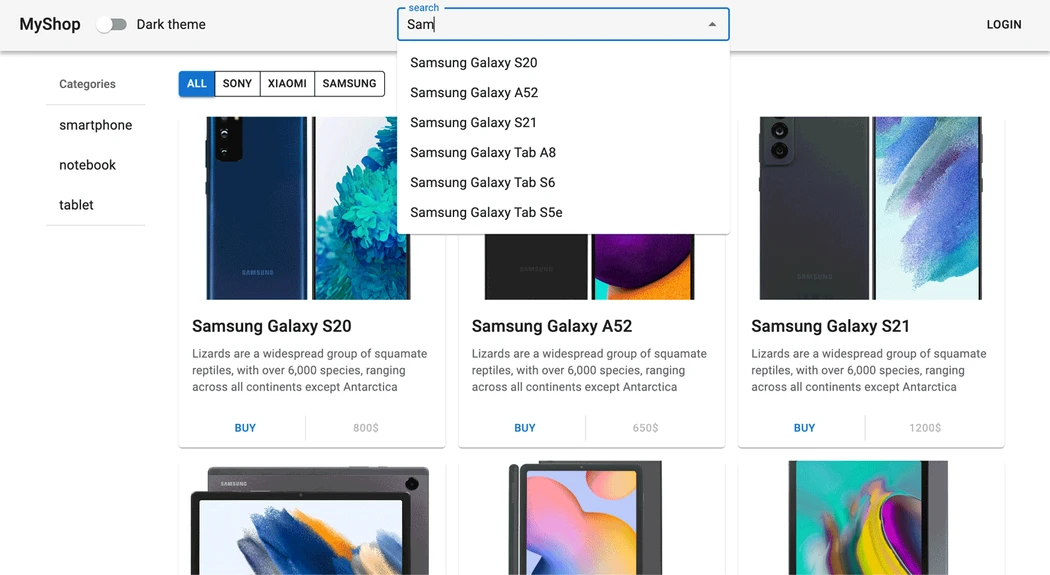 MyShop
Dark theme
search
Sam
LOGIN
Samsung Galaxy S20
Samsung Galaxy A52
Samsung Galaxy S21
Samsung Galaxy Tab A8
Samsung Galaxy Tab S6
Samsung Galaxy Tab S5e
Categories
smartphone
notebook
tablet
ALL SONY XIAOMI SAMSUNG
SAMSUNG
SAMSUNG
SAMSUNG
Samsung Galaxy S20
Lizards are a widespread group of squamate
reptiles, with over 6,000 species, ranging
across all continents except Antarctica
BUY 800$
Samsung Galaxy A52
Lizards are a widespread group of squamate
reptiles, with over 6,000 species, ranging
across all continents except Antarctica
BUY 650$
Samsung Galaxy S21
Lizards are a widespread group of squamate
reptiles, with over 6,000 species, ranging
across all continents except Antarctica
BUY 1200$
SAMSUNG